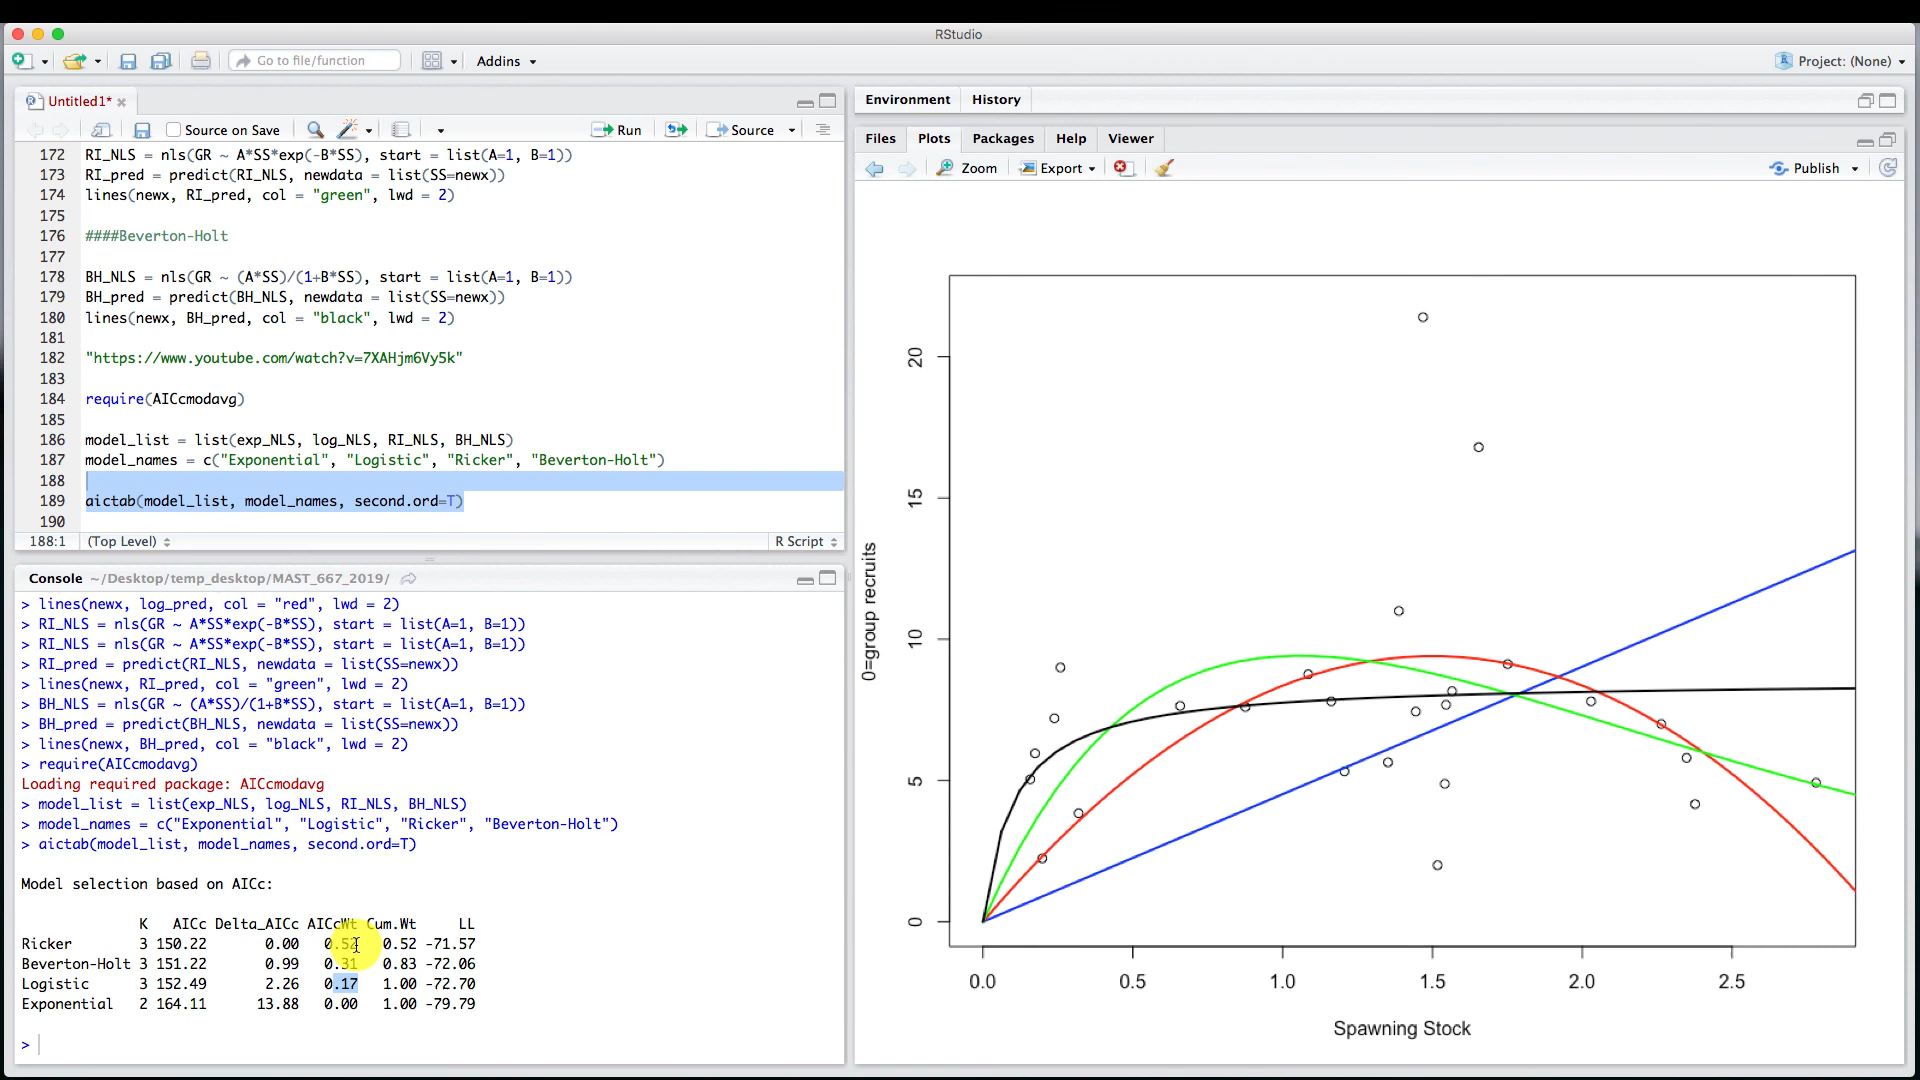 RStudio
Go to file/function
Addins
Project: (None)
Untitled1*
Source on Save
Run
Source
172 RI_NLS = nls(GR ~ A*SS*exp(-B*SS), start = list(A=1, B=1))
173 RI_pred = predict(RI_NLS, newdata = list(SS=newx))
174 lines(newx, RI_pred, col = "green", lwd = 2)
175
176 ####Beverton-Holt
177
178 BH_NLS = nls(GR ~ (A*SS)/(1+B*SS), start = list(A=1, B=1))
179 BH_pred = predict(BH_NLS, newdata = list(SS=newx))
180 lines(newx, BH_pred, col = "black", lwd = 2)
181
182 "https://www.youtube.com/watch?v=7XAHjm6Vy5k"
183
184 require(AICcmodavg)
185
186 model_list = list(exp_NLS, log_NLS, RI_NLS, BH_NLS)
187 model_names = c("Exponential", "Logistic", "Ricker", "Beverton-Holt")
188
189 aictab(model_list, model_names, second.ord=T)
190
188:1 (Top Level) R Script
Console ~/Desktop/temp_desktop/MAST_667_2019/
> lines(newx, log_pred, col = "red", lwd = 2)
> RI_NLS = nls(GR ~ A*SS*exp(-B*SS), start = list(A=1, B=1))
> RI_NLS = nls(GR ~ A*SS*exp(-B*SS), start = list(A=1, B=1))
> RI_pred = predict(RI_NLS, newdata = list(SS=newx))
> lines(newx, RI_pred, col = "green", lwd = 2)
> BH_NLS = nls(GR ~ (A*SS)/(1+B*SS), start = list(A=1, B=1))
> BH_pred = predict(BH_NLS, newdata = list(SS=newx))
> lines(newx, BH_pred, col = "black", lwd = 2)
> require(AICcmodavg)
Loading required package: AICcmodavg
> model_list = list(exp_NLS, log_NLS, RI_NLS, BH_NLS)
> model_names = c("Exponential", "Logistic", "Ricker", "Beverton-Holt")
> aictab(model_list, model_names, second.ord=T)
Model selection based on AICc:
K AICc Delta_AICc AICcWt Cum.Wt LL
Ricker 3 150.22 0.00 0.52 0.52 -71.57
Beverton-Holt 3 151.22 0.99 0.31 0.83 -72.06
Logistic 3 152.49 2.26 0.17 1.00 -72.70
Exponential 2 164.11 13.88 0.00 1.00 -79.79
>
Environment History
Files Plots Packages Help Viewer
Zoom Export Publish
0=group recruits
20
15
10
5
0
0.0 0.5 1.0 1.5 2.0 2.5
Spawning Stock